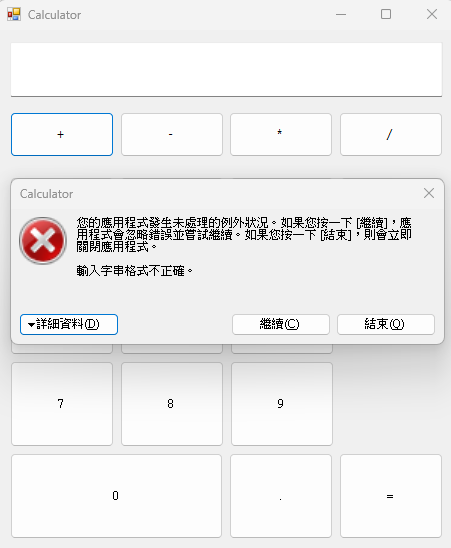 Calculator
+ - * /
Calculator
您的應用程式發生未處理的例外狀況。如果您按一下 [繼續]，應
用程式會忽略錯誤並嘗試繼續。如果您按一下 [結束]，則會立即
關閉應用程式。
輸入字串格式不正確。
詳細資料(D) 繼續(C) 結束(Q)
7 8 9
0 . =